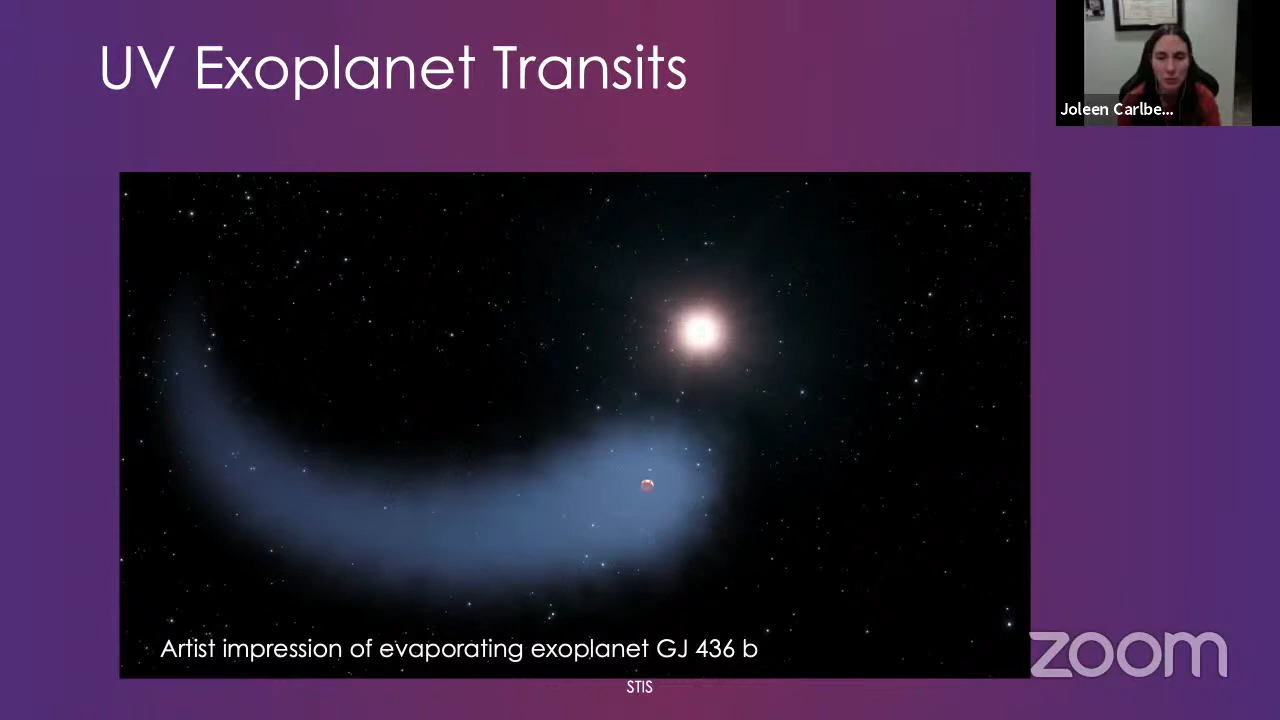 UV Exoplanet Transits
Joleen Carlbe...
Artist impression of evaporating exoplanet GJ 436 b
STIS
zoom